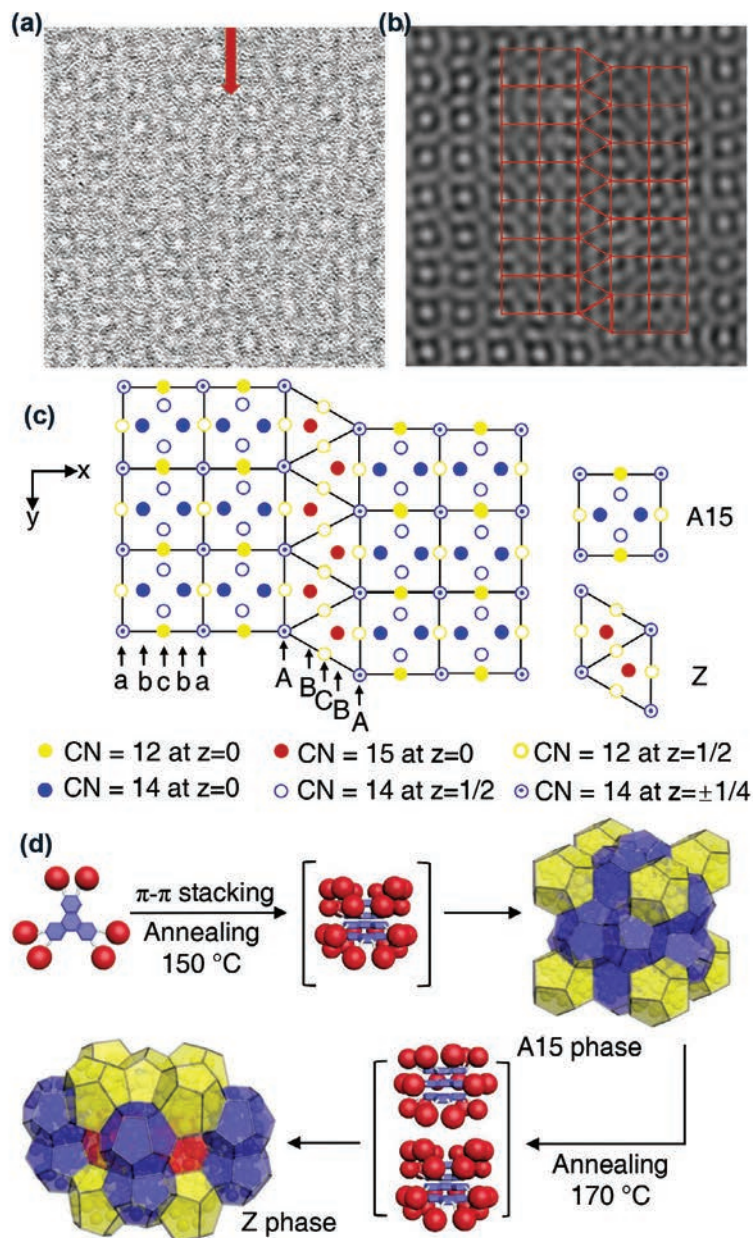 (a)
(b)
(c)
x
y
a b c b a
A B C B A
A15
Z
CN = 12 at z=0
CN = 15 at z=0
CN = 12 at z=1/2
CN = 14 at z=0
CN = 14 at z=1/2
CN = 14 at z=±1/4
(d)
π-π stacking
Annealing
150 °C
A15 phase
Annealing
170 °C
Z phase